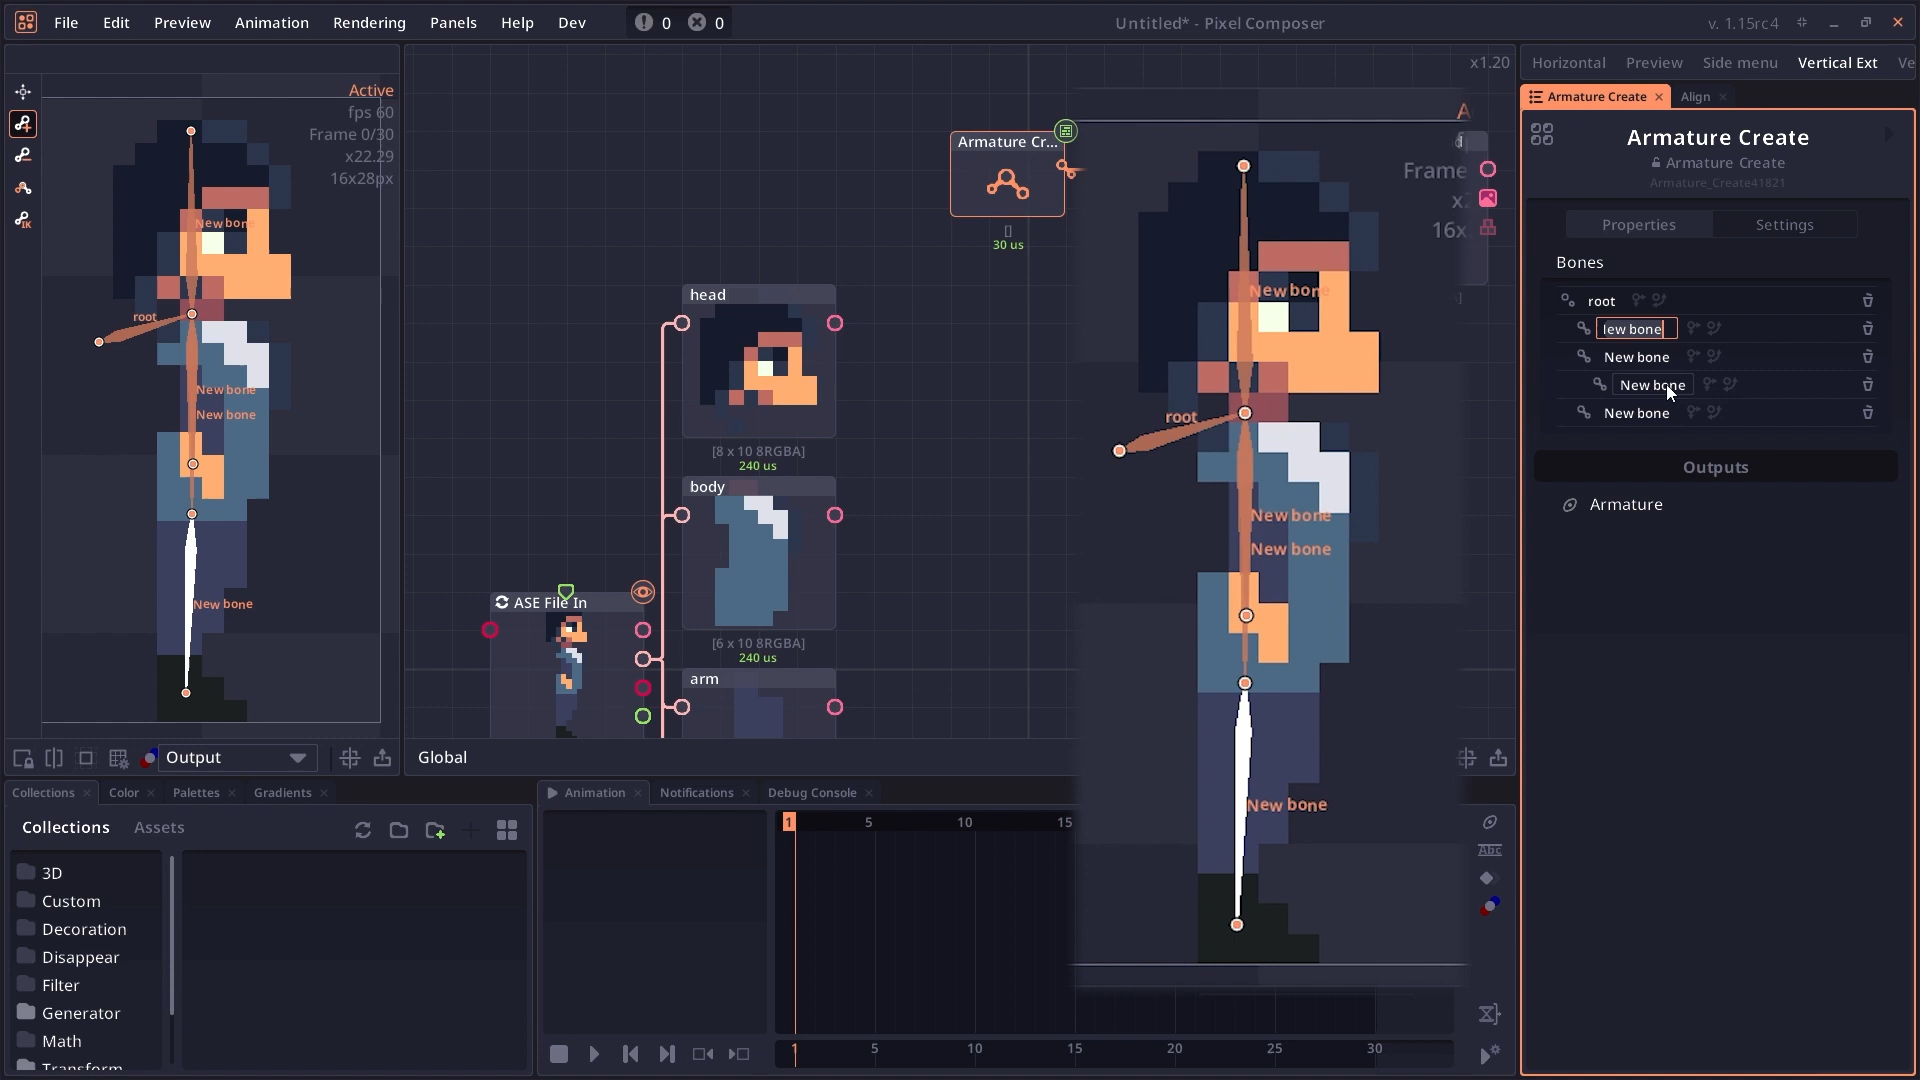 File Edit Preview Animation Rendering Panels Help Dev
0 0
Untitled* - Pixel Composer
v. 1.15rc4
Active
fps 60
Frame 0/30
x22.29
16x28px
New bone
root
New bone
New bone
New bone
Output
x1.20
Armature Cr...
[]
30 us
head
[8 x 10 8RGBA]
240 us
body
[6 x 10 8RGBA]
240 us
ASE File In
arm
Global
A
Frame
16x
New bone
root
New bone
New bone
New bone
Horizontal Preview Side menu Vertical Ext Ve
Armature Create Align
Armature Create
Armature Create
Armature_Create41821
Properties Settings
Bones
root
lew bone
New bone
New bone
New bone
Outputs
Armature
Collections Color Palettes Gradients
Collections Assets
3D
Custom
Decoration
Disappear
Filter
Generator
Math
Transform
Animation Notifications Debug Console
1 5 10 15
1 5 10 15 20 25 30
Abc
IK